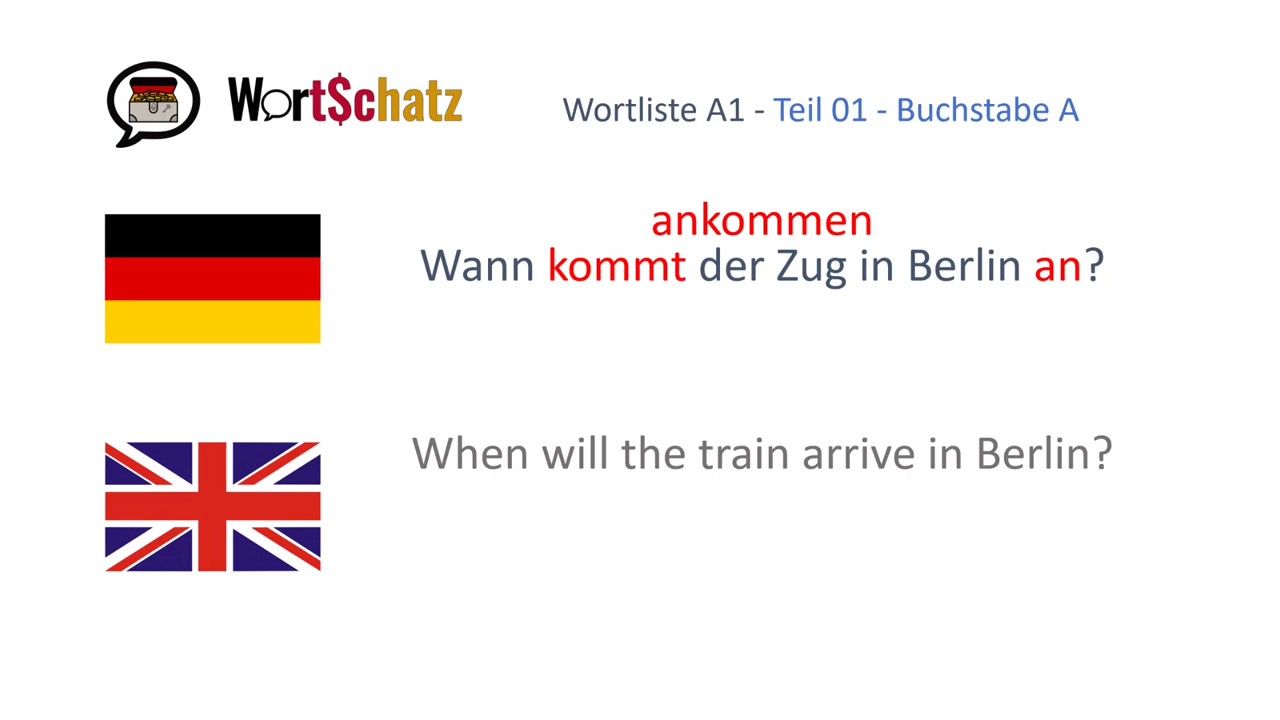 WortSchatz
Wortliste A1 - Teil 01 - Buchstabe A
ankommen
Wann kommt der Zug in Berlin an?
When will the train arrive in Berlin?